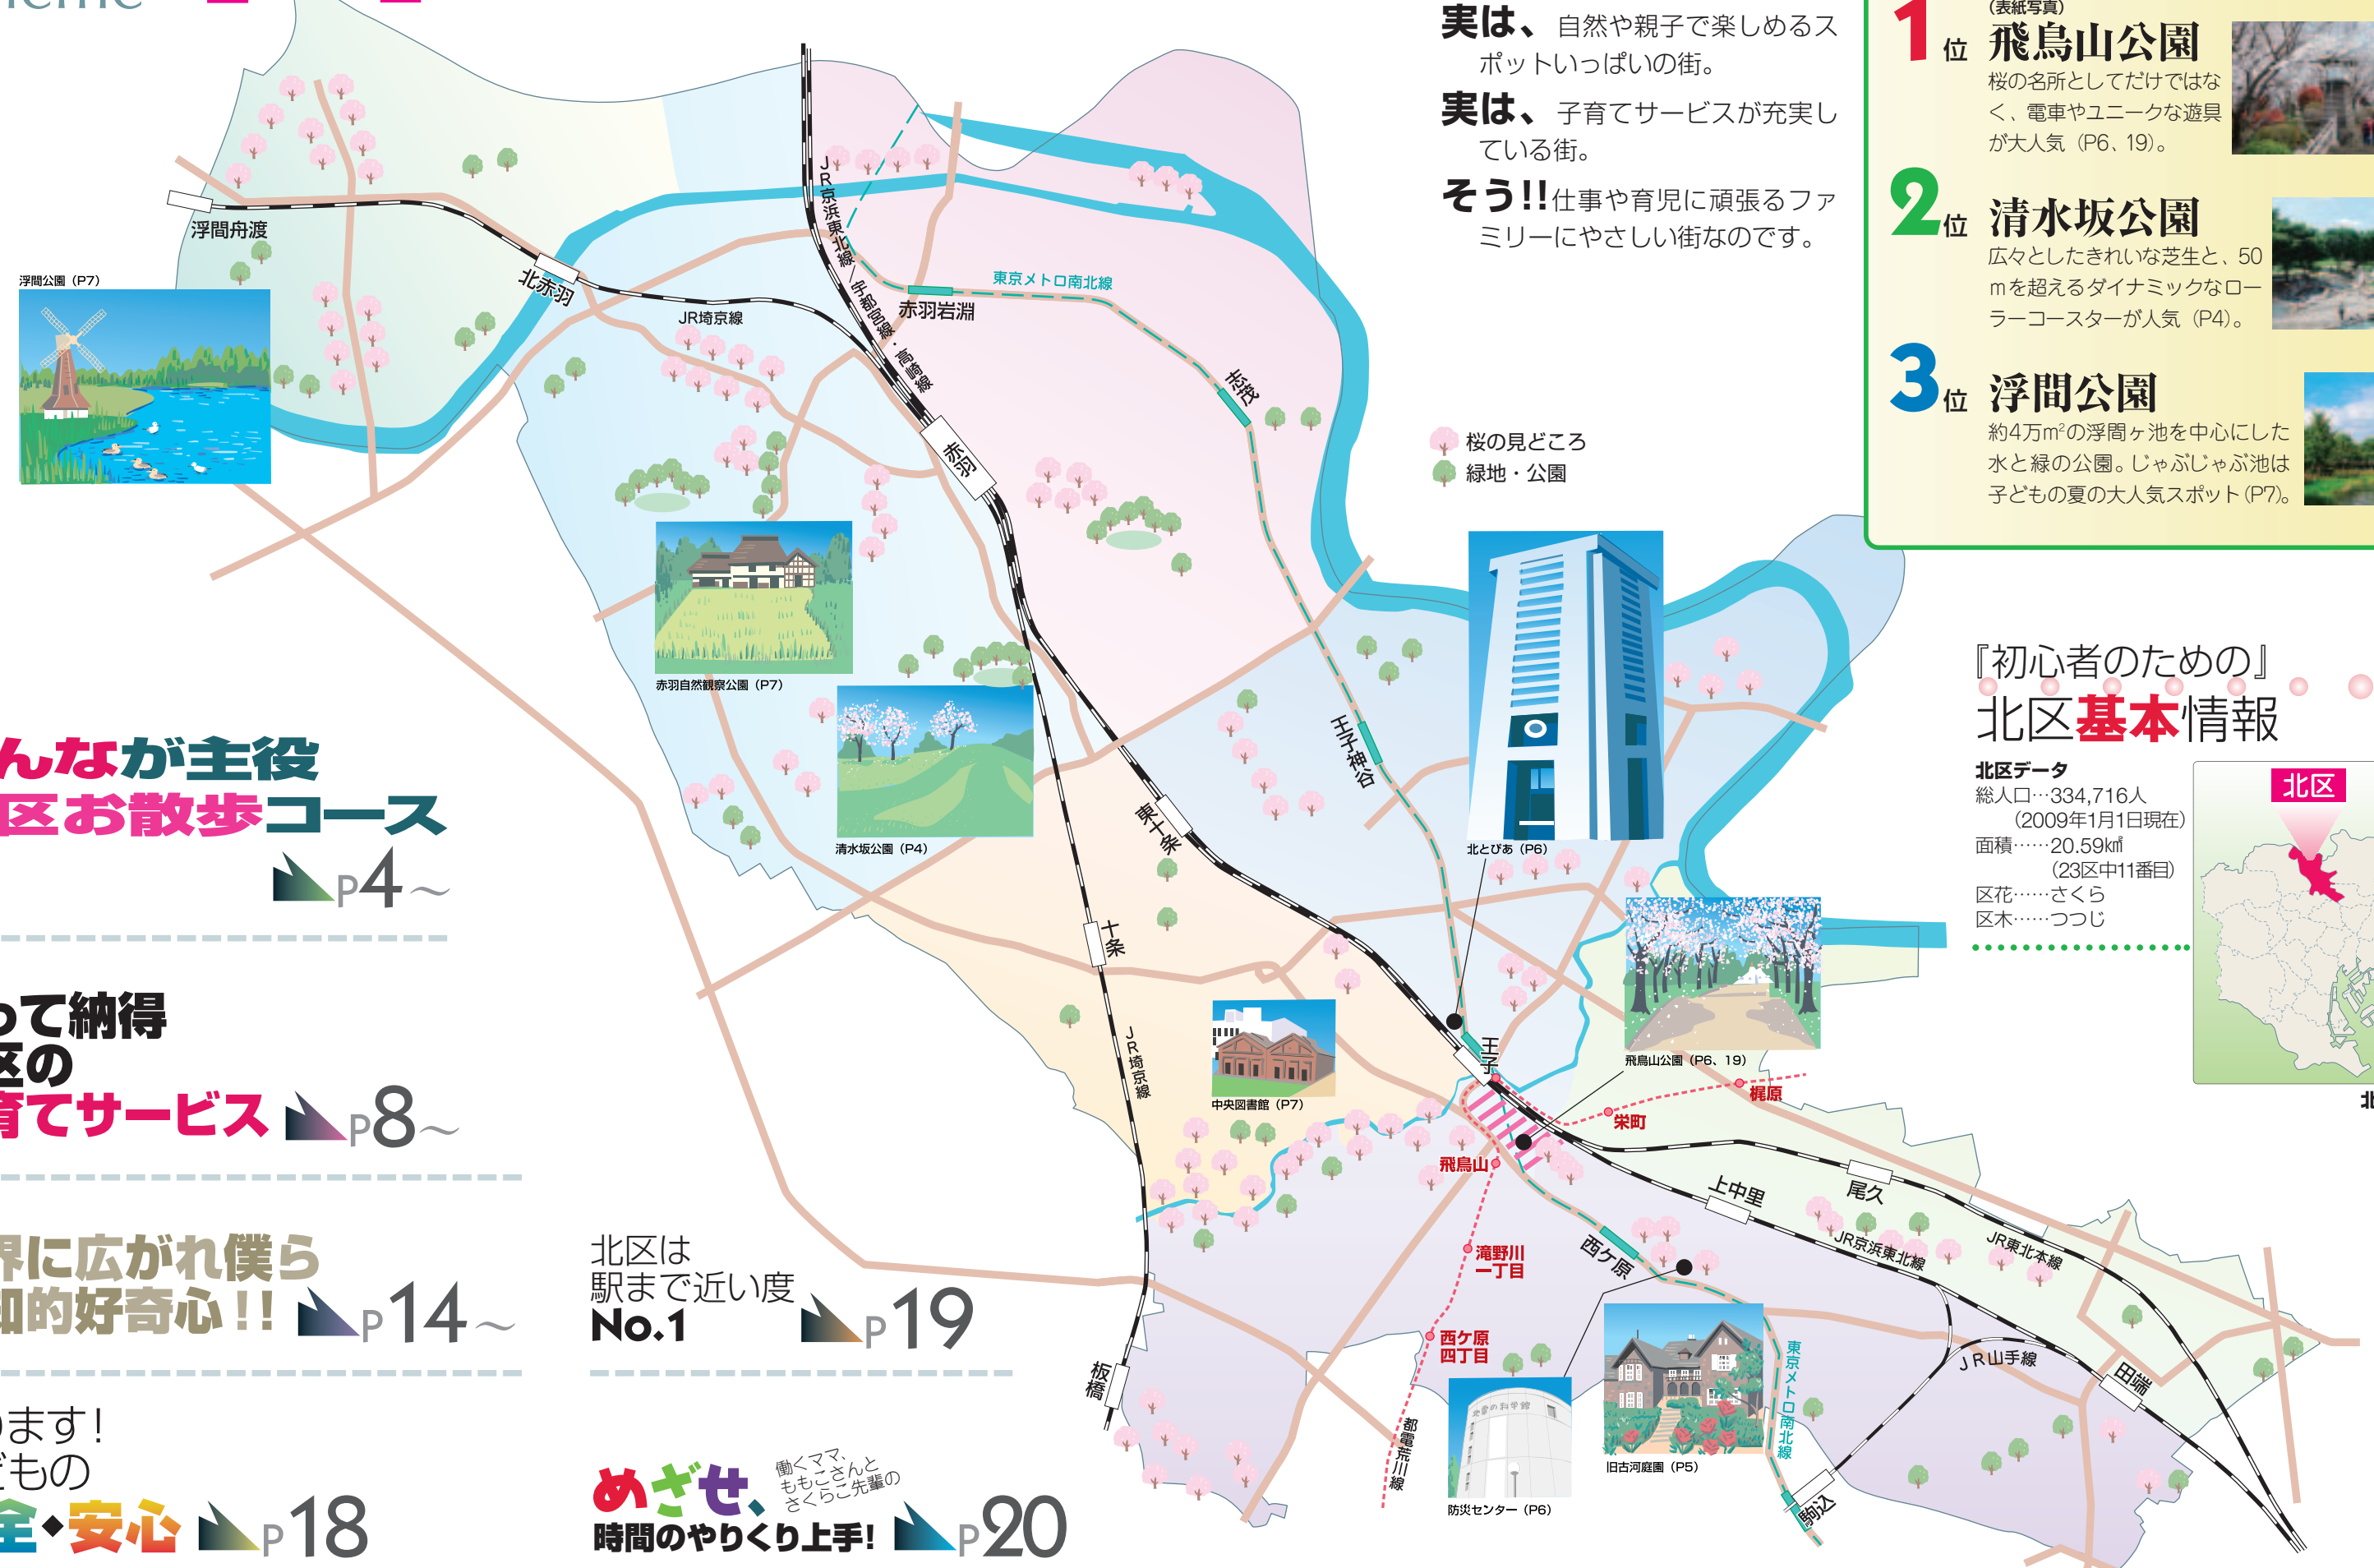 実は、自然や親子で楽しめるス
ポットいっぱいの街。
実は、子育てサービスが充実し
ている街。
そう!!仕事や育児に頑張るファ
ミリーにやさしい街なのです。
(表紙写真)
1位 飛鳥山公園
桜の名所としてだけではな
く、電車やユニークな遊具
が大人気(P6、19)。
2位 清水坂公園
広々としたきれいな芝生と、50
mを超えるダイナミックなロー
ラーコースターが人気(P4)。
3位 浮間公園
約4万m²の浮間ヶ池を中心にした
水と緑の公園。じゃぶじゃぶ池は
子どもの夏の大人気スポット(P7)。
桜の見どころ
緑地・公園
浮間舟渡
浮間公園(P7)
北赤羽
JR埼京線
JR京浜東北線/宇都宮線・高崎線
赤羽岩淵
東京メトロ南北線
志茂
赤羽
赤羽自然観察公園(P7)
清水坂公園(P4)
王子神谷
東十条
十条
JR埼京線
北とぴあ(P6)
中央図書館(P7)
王子
飛鳥山公園(P6、19)
梶原
栄町
飛鳥山
滝野川
一丁目
西ケ原
四丁目
都電荒川線
西ケ原
上中里
尾久
JR京浜東北線
JR東北本線
JR山手線
田端
東京メトロ南北線
駒込
板橋
北区の科学館
防災センター(P6)
旧古河庭園(P5)
『初心者のための』
北区基本情報
北区データ
総人口…334,716人
(2009年1月1日現在)
面積……20.59km²
(23区中11番目)
区花……さくら
区木……つつじ
北区
北
んなが主役
区お散歩コース
P4～
って納得
区の
育てサービス
P8～
界に広がれ僕ら
知的好奇心!!
P14～
ります!
どもの
全・安心
P18
北区は
駅まで近い度
No.1
P19
めざせ、
働くママ、
ももこさんと
さくらこ先輩の
時間のやりくり上手!
P20